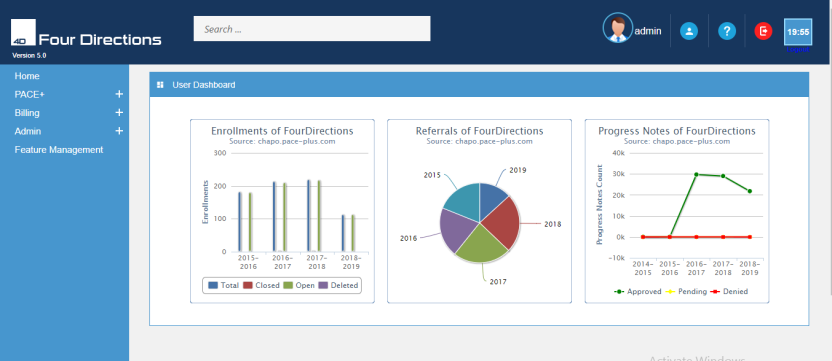 4D Four Directions
Version 5.0
Search ...
admin
?
19:55
Home
PACE+ +
Billing +
Admin +
Feature Management
User Dashboard
Enrollments of FourDirections
Source: chapo.pace-plus.com
Enrollments
300
200
100
0
2015-2016
2016-2017
2017-2018
2018-2019
Total Closed Open Deleted
Referrals of FourDirections
Source: chapo.pace-plus.com
2015
2019
2016
2018
2017
Progress Notes of FourDirections
Source: chapo.pace-plus.com
Progress Notes Count
40k
30k
20k
10k
0k
-10k
2014-2015
2015-2016
2016-2017
2017-2018
2018-2019
Approved Pending Denied
Activate Windows